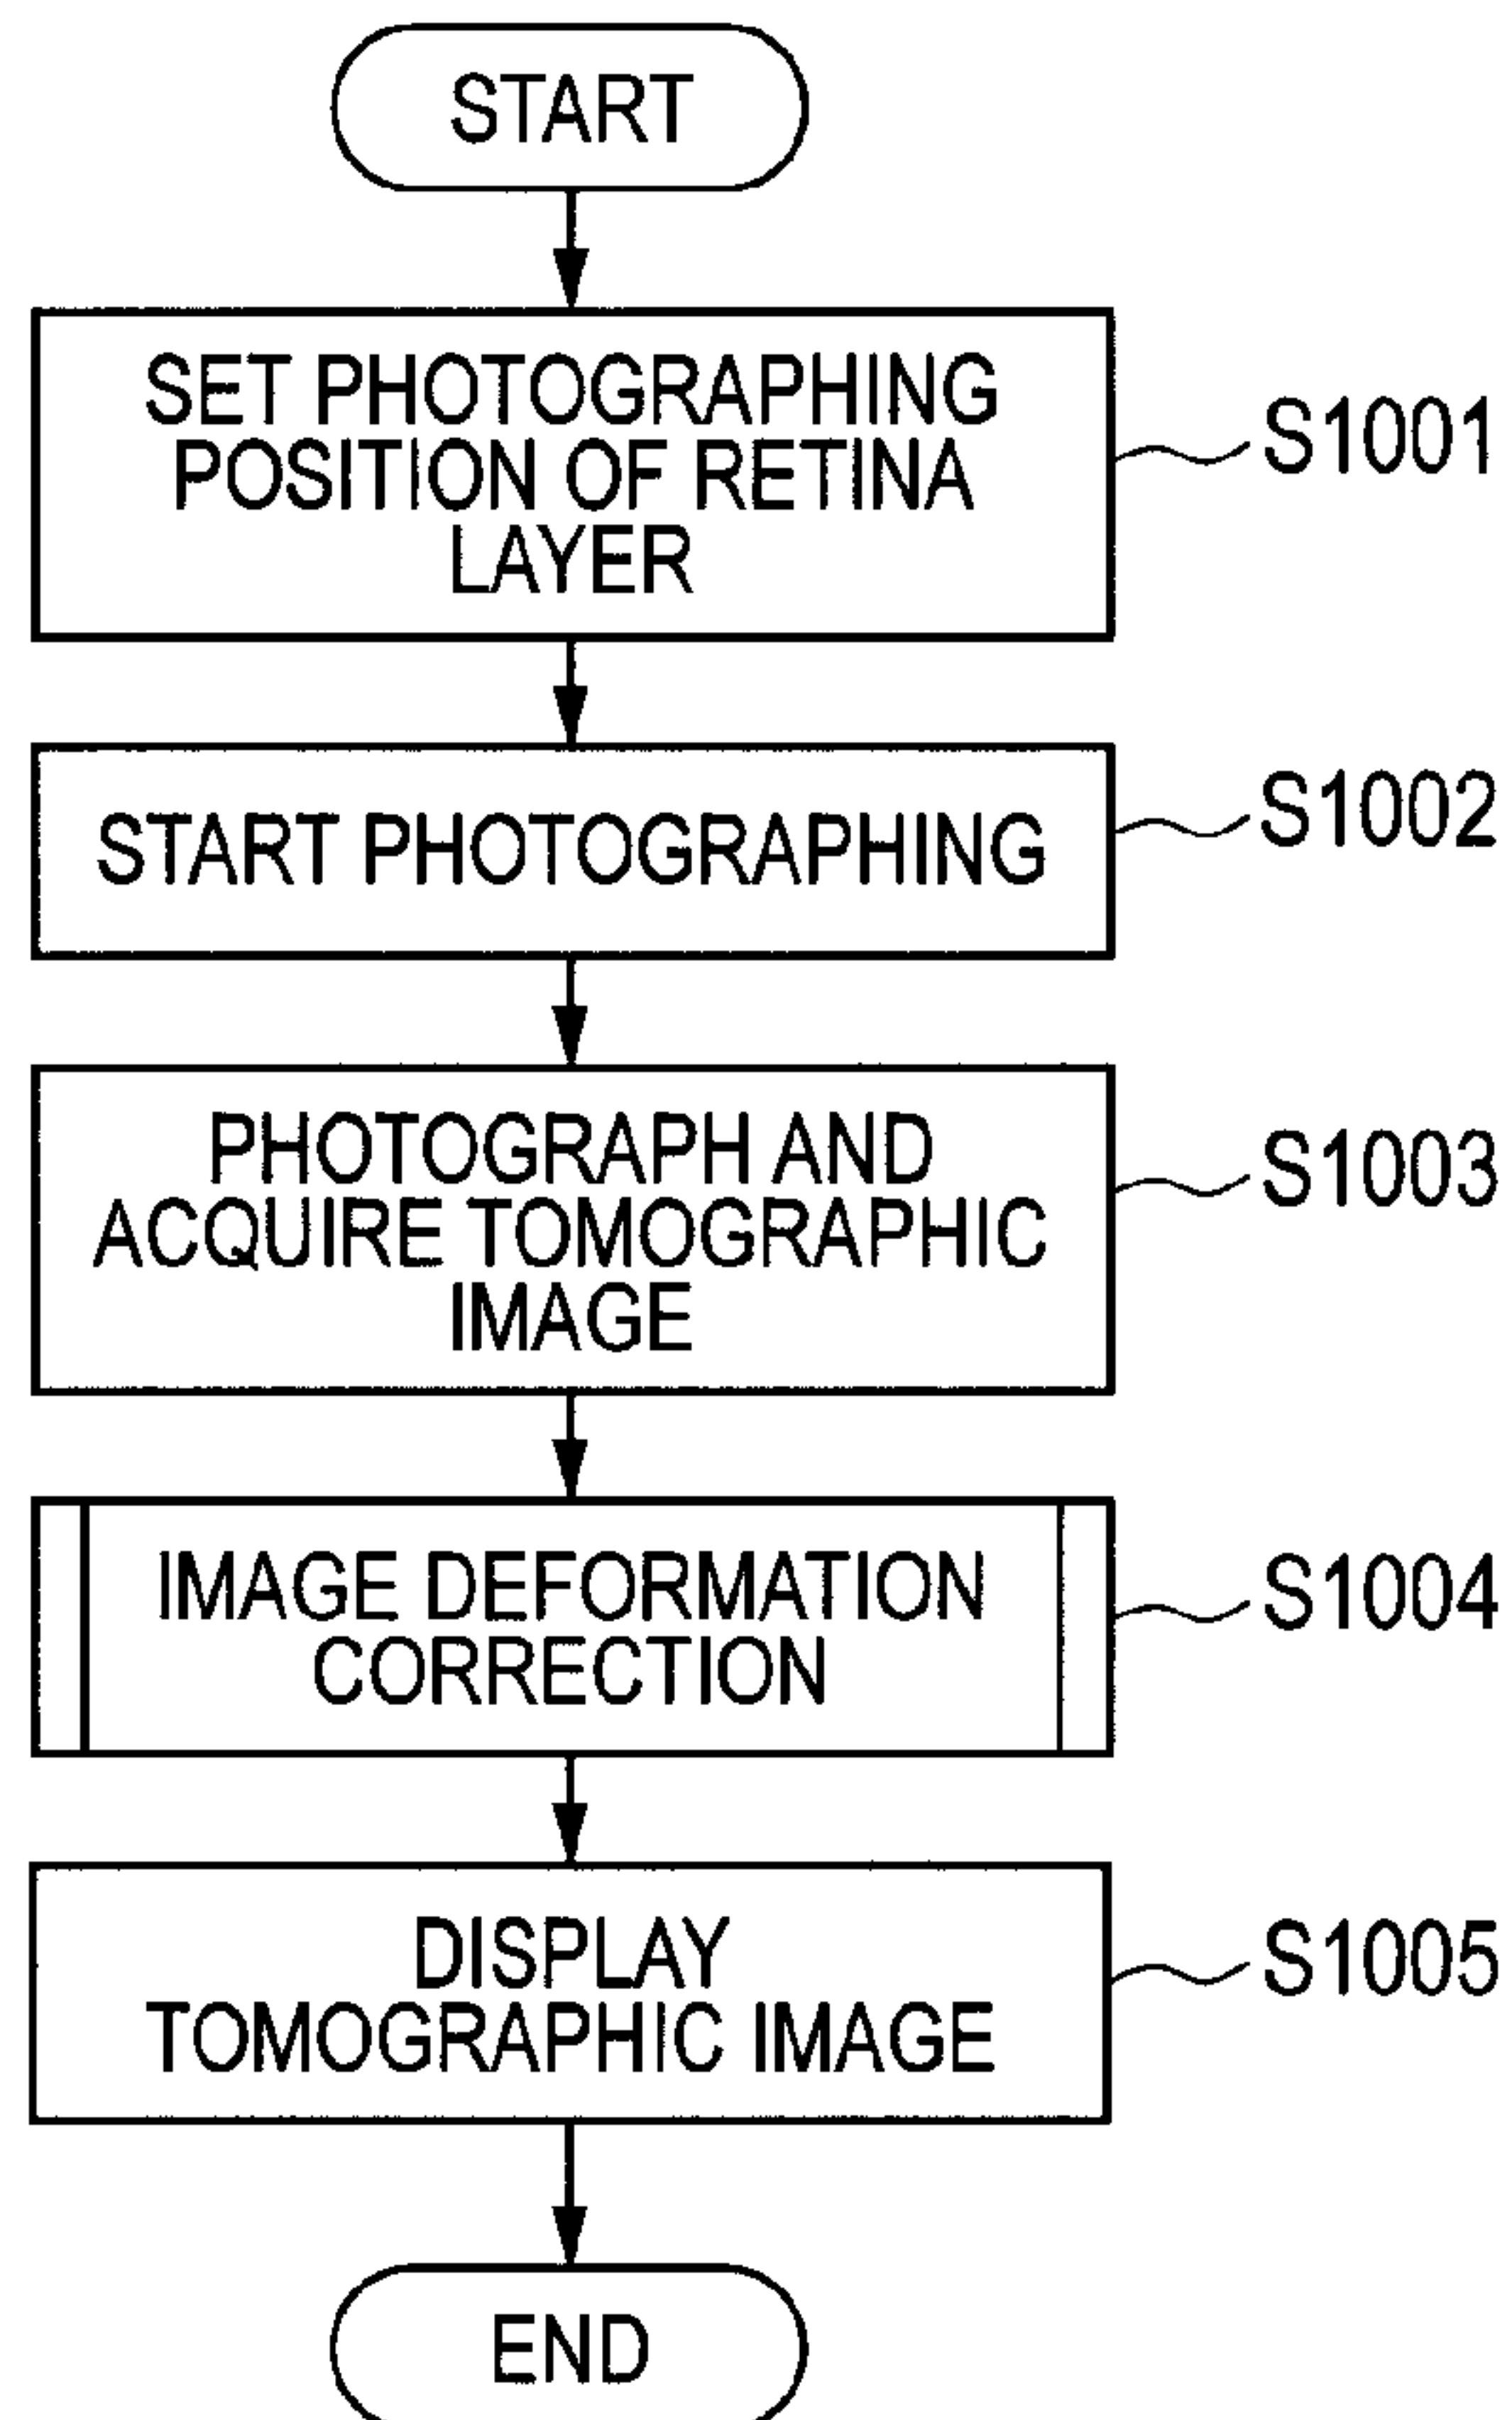 START
SET PHOTOGRAPHING
POSITION OF RETINA
LAYER
S1001
START PHOTOGRAPHING
S1002
PHOTOGRAPH AND
ACQUIRE TOMOGRAPHIC
IMAGE
S1003
IMAGE DEFORMATION
CORRECTION
S1004
DISPLAY
TOMOGRAPHIC IMAGE
S1005
END